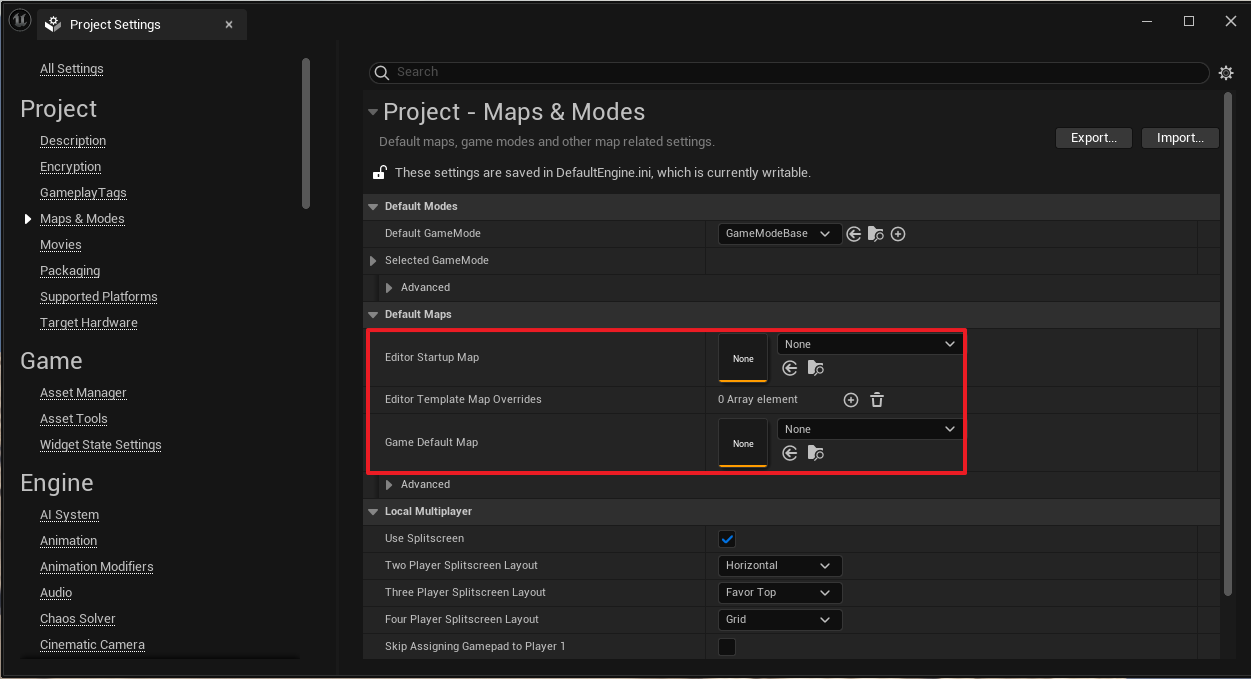 Project Settings
All Settings
Project
Description
Encryption
GameplayTags
Maps & Modes
Movies
Packaging
Supported Platforms
Target Hardware
Game
Asset Manager
Asset Tools
Widget State Settings
Engine
AI System
Animation
Animation Modifiers
Audio
Chaos Solver
Cinematic Camera
Search
Project - Maps & Modes
Default maps, game modes and other map related settings.
Export...
Import...
These settings are saved in DefaultEngine.ini, which is currently writable.
Default Modes
Default GameMode
GameModeBase
Selected GameMode
Advanced
Default Maps
Editor Startup Map
None
None
Editor Template Map Overrides
0 Array element
Game Default Map
None
None
Advanced
Local Multiplayer
Use Splitscreen
Two Player Splitscreen Layout
Horizontal
Three Player Splitscreen Layout
Favor Top
Four Player Splitscreen Layout
Grid
Skip Assigning Gamepad to Player 1